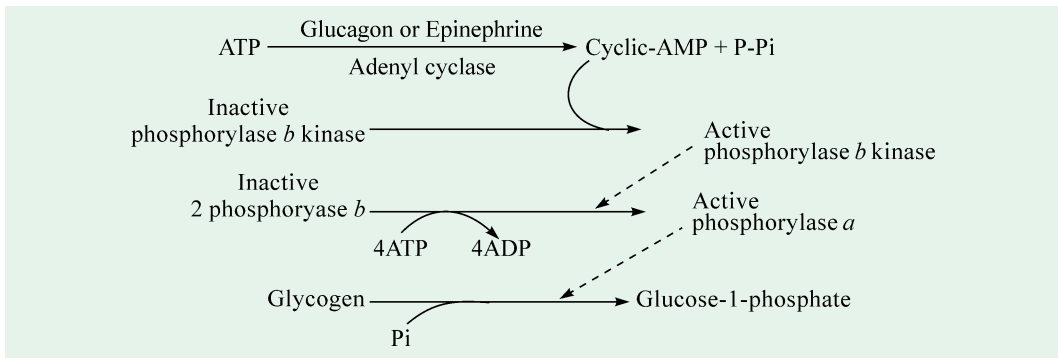 Glucagon or Epinephrine
ATP
Cyclic-AMP + P-Pi
Adenyl cyclase
Inactive
phosphorylase b kinase
Active
phosphorylase b kinase
Inactive
2 phosphoryase b
Active
phosphorylase a
4ATP
4ADP
Glycogen
Glucose-1-phosphate
Pi